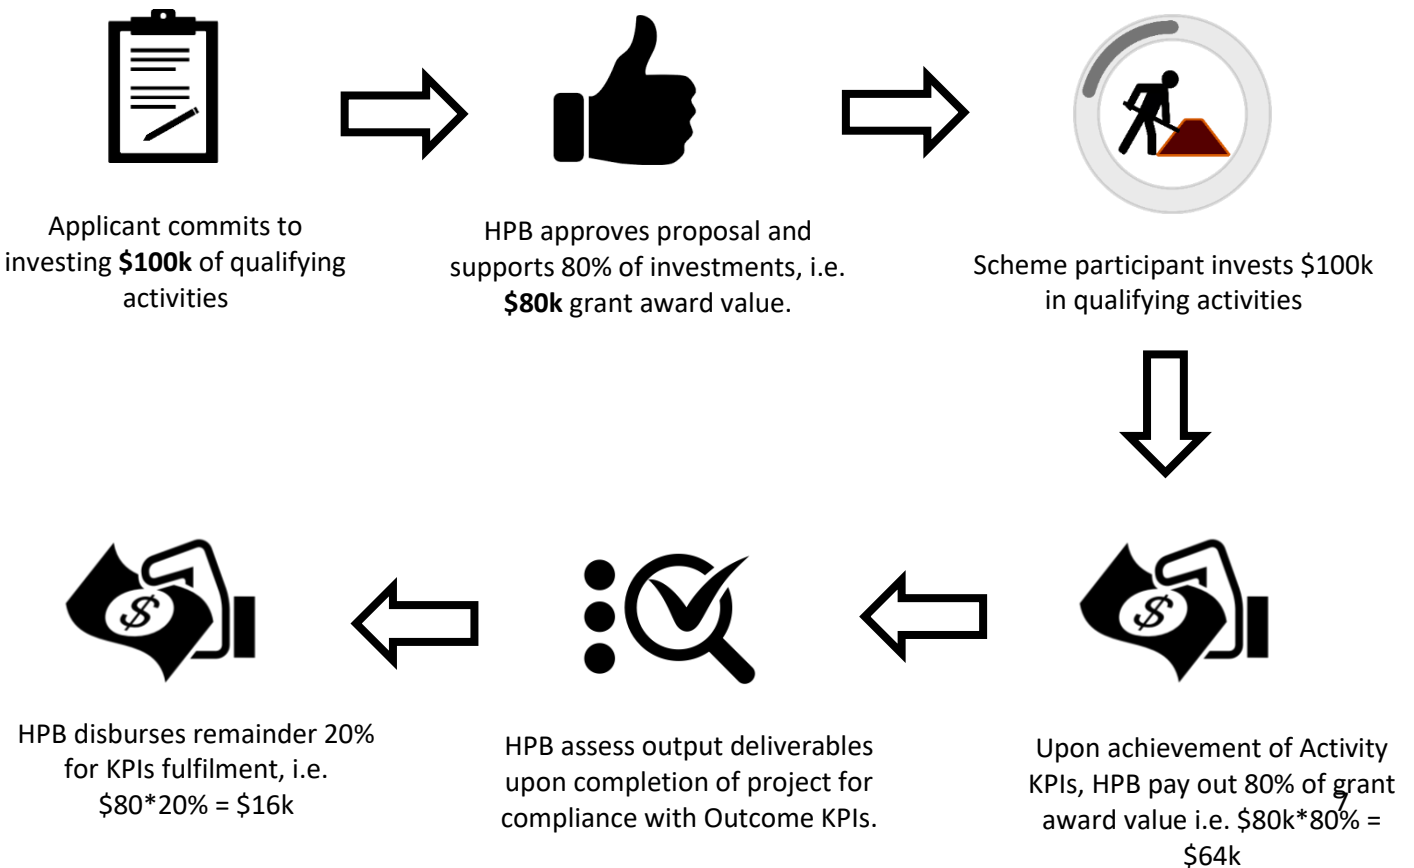 Applicant commits to
investing $100k of qualifying
activities
HPB approves proposal and
supports 80% of investments, i.e.
$80k grant award value.
Scheme participant invests $100k
in qualifying activities
Upon achievement of Activity
KPIs, HPB pay out 80% of grant
award value i.e. $80k*80% =
$64k
7
HPB assess output deliverables
upon completion of project for
compliance with Outcome KPIs.
HPB disburses remainder 20%
for KPIs fulfilment, i.e.
$80*20% = $16k
$
$